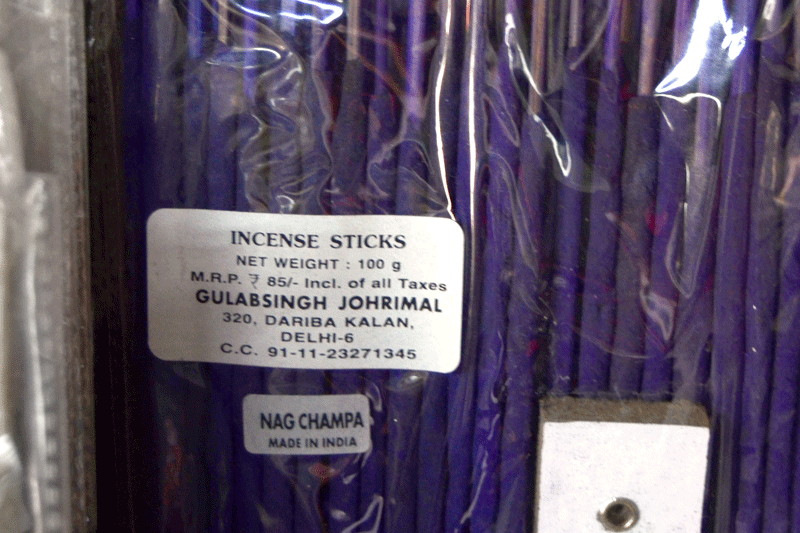 INCENSE STICKS
NET WEIGHT : 100 g
M.R.P. ₹ 85/- Incl. of all Taxes
GULABSINGH JOHRIMAL
320, DARIBA KALAN,
DELHI-6
C.C. 91-11-23271345
NAG CHAMPA
MADE IN INDIA